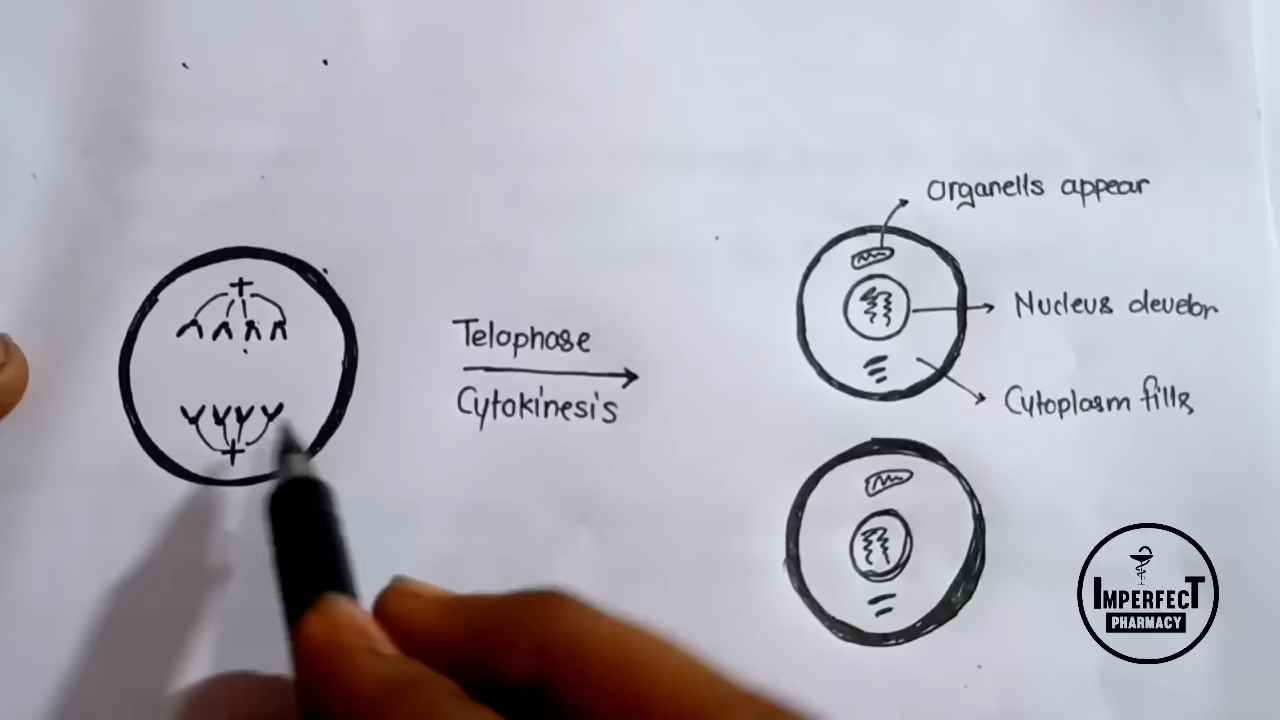 Organells appear
Telophase
Cytokinesis
Nucleus develop
Cytoplasm fills
IMPERFECT
PHARMACY